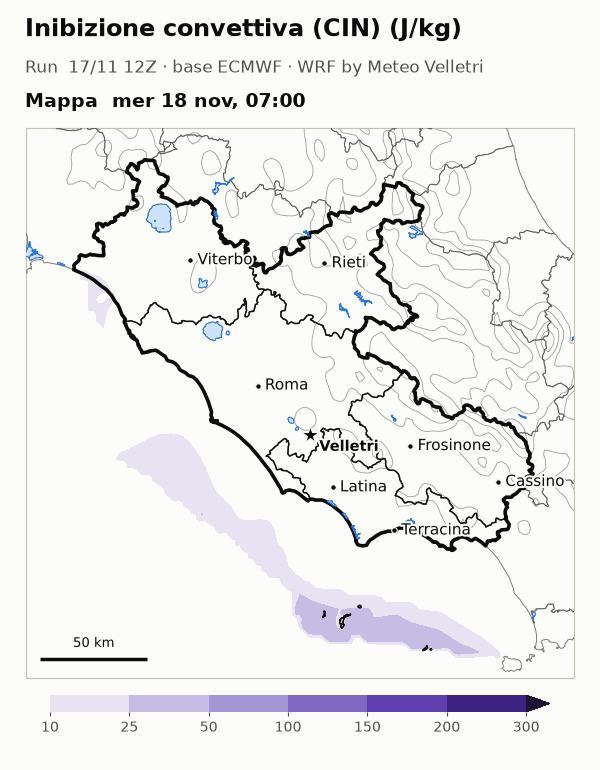 Inibizione convettiva (CIN) (J/kg)
Run  17/11 12Z · base ECMWF · WRF by Meteo Velletri
Mappa  mer 18 nov, 07:00
Viterbo
Rieti
Roma
Velletri
Frosinone
Cassino
Latina
Terracina
50 km
10 25 50 100 150 200 300